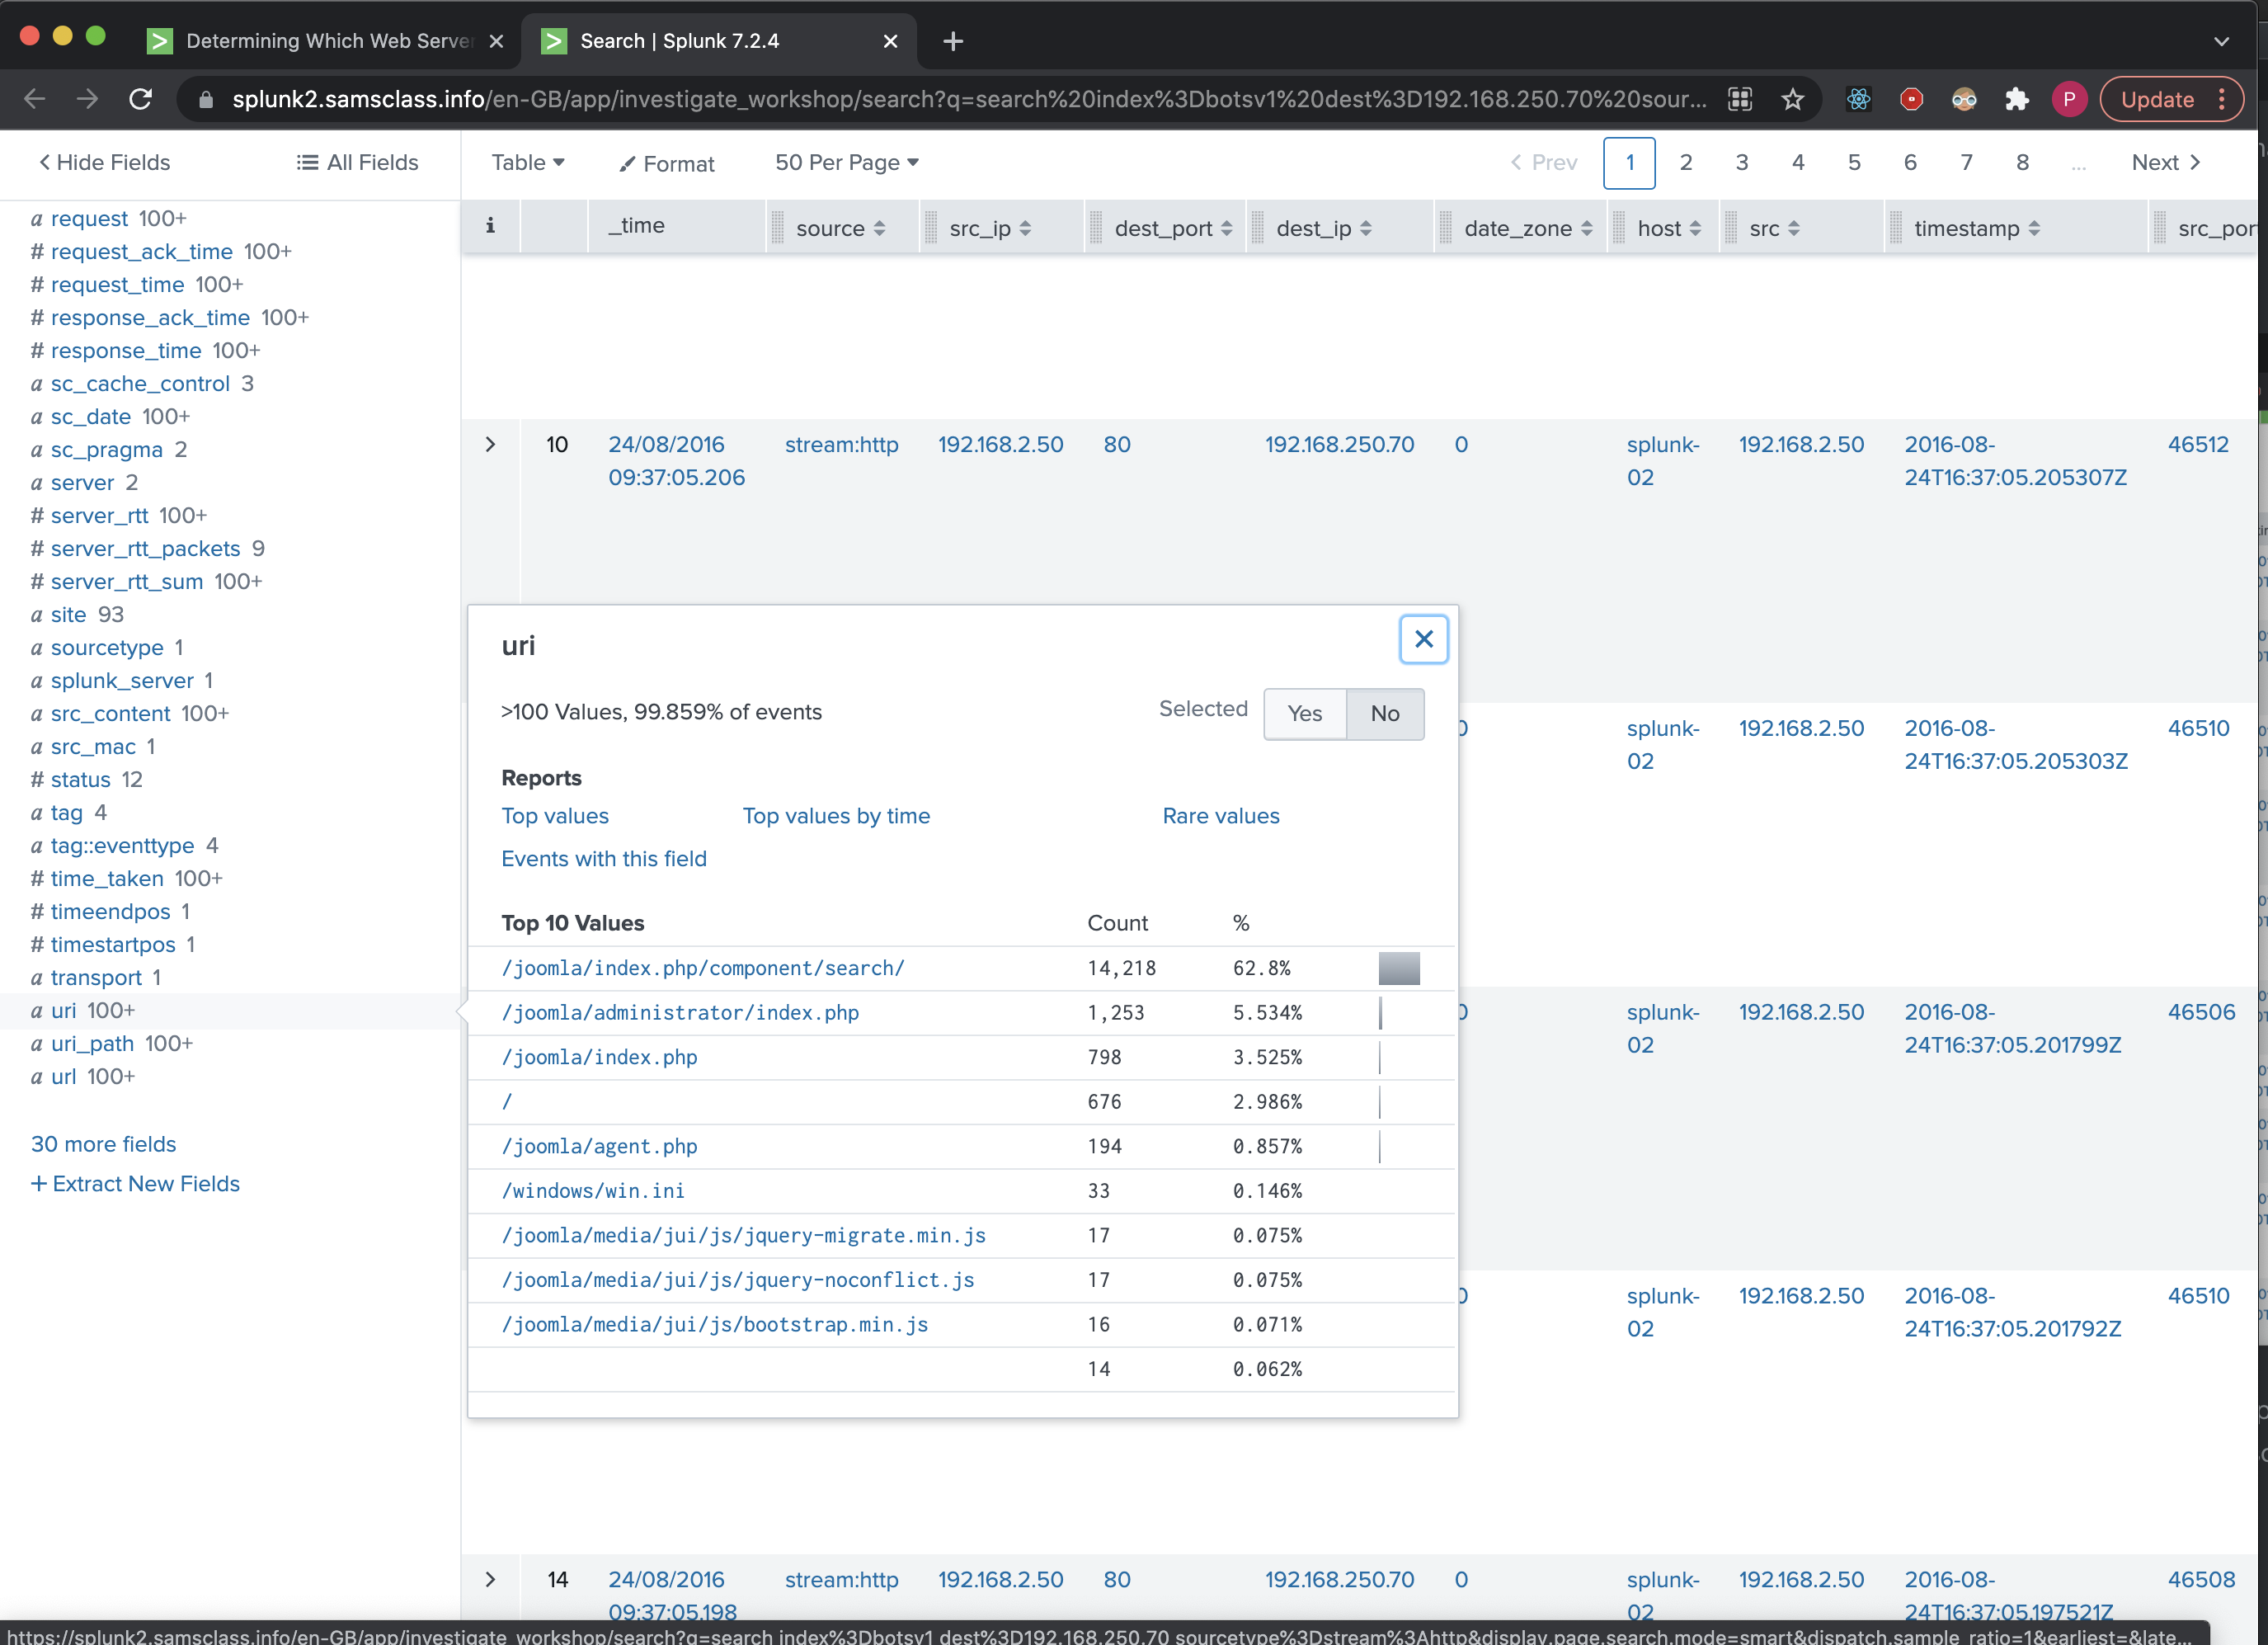 Determining Which Web Serve
Search | Splunk 7.2.4
splunk2.samsclass.info/en-GB/app/investigate_workshop/search?q=search%20index%3Dbotsv1%20dest%3D192.168.250.70%20sour...
P
Update
Hide Fields
All Fields
Table
Format
50 Per Page
Prev 1 2 3 4 5 6 7 8 ... Next
i _time source src_ip dest_port dest_ip date_zone host src timestamp src_por
a request 100+
# request_ack_time 100+
# request_time 100+
# response_ack_time 100+
# response_time 100+
a sc_cache_control 3
a sc_date 100+
a sc_pragma 2
a server 2
# server_rtt 100+
# server_rtt_packets 9
# server_rtt_sum 100+
a site 93
a sourcetype 1
a splunk_server 1
a src_content 100+
a src_mac 1
# status 12
a tag 4
a tag::eventtype 4
# time_taken 100+
# timeendpos 1
# timestartpos 1
a transport 1
a uri 100+
a uri_path 100+
a url 100+
30 more fields
+ Extract New Fields
10 24/08/2016 stream:http 192.168.2.50 80 192.168.250.70 0 splunk- 192.168.2.50 2016-08- 46512
09:37:05.206 02 24T16:37:05.205307Z
splunk- 192.168.2.50 2016-08- 46510
02 24T16:37:05.205303Z
splunk- 192.168.2.50 2016-08- 46506
02 24T16:37:05.201799Z
splunk- 192.168.2.50 2016-08- 46510
02 24T16:37:05.201792Z
uri
>100 Values, 99.859% of events
Selected Yes No
Reports
Top values Top values by time Rare values
Events with this field
Top 10 Values Count %
/joomla/index.php/component/search/ 14,218 62.8%
/joomla/administrator/index.php 1,253 5.534%
/joomla/index.php 798 3.525%
/ 676 2.986%
/joomla/agent.php 194 0.857%
/windows/win.ini 33 0.146%
/joomla/media/jui/js/jquery-migrate.min.js 17 0.075%
/joomla/media/jui/js/jquery-noconflict.js 17 0.075%
/joomla/media/jui/js/bootstrap.min.js 16 0.071%
14 0.062%
14 24/08/2016 stream:http 192.168.2.50 80 192.168.250.70 0 splunk- 192.168.2.50 2016-08- 46508
09:37:05.198 02 24T16:37:05.197521Z
https://splunk2.samsclass.info/en-GB/app/investigate_workshop/search?q=search index%3Dbotsv1 dest%3D192.168.250.70 sourcetype%3Dstream%3Ahttp&display.page.search.mode=smart&dispatch.sample_ratio=1&earliest=&late...